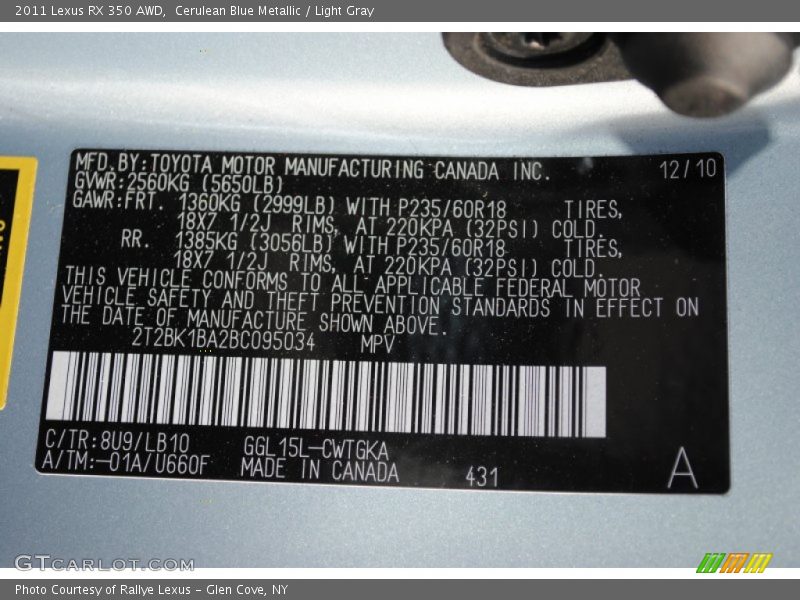 2011 Lexus RX 350 AWD,  Cerulean Blue Metallic / Light Gray
MFD. BY: TOYOTA MOTOR MANUFACTURING CANADA INC. 12/10
GVWR: 2560KG (5650LB)
GAWR: FRT. 1360KG (2999LB) WITH P235/60R18 TIRES,
18X7 1/2J RIMS, AT 220KPA (32PSI) COLD.
RR. 1385KG (3056LB) WITH P235/60R18 TIRES,
18X7 1/2J RIMS, AT 220KPA (32PSI) COLD.
THIS VEHICLE CONFORMS TO ALL APPLICABLE FEDERAL MOTOR
VEHICLE SAFETY AND THEFT PREVENTION STANDARDS IN EFFECT ON
THE DATE OF MANUFACTURE SHOWN ABOVE.
2T2BK1BA2BC095034 MPV
C/TR: 8U9/LB10 GGL15L-CWTGKA
A/TM: -01A/U660F MADE IN CANADA 431 A
GTCARLOT.COM
Photo Courtesy of Rallye Lexus - Glen Cove, NY